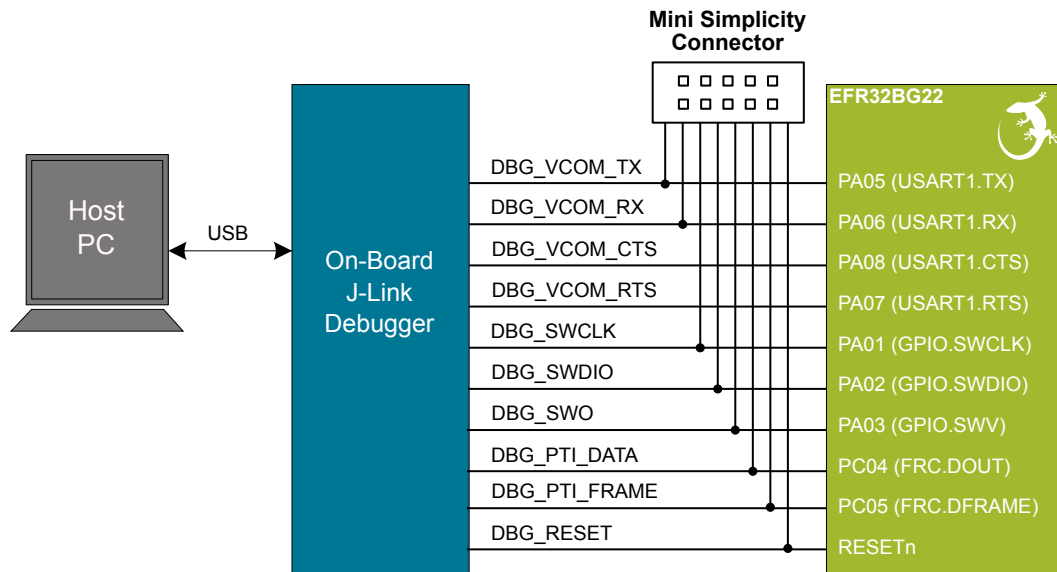 Mini Simplicity
Connector
EFR32BG22
Host
PC
USB
On-Board
J-Link
Debugger
DBG_VCOM_TX
PA05 (USART1.TX)
DBG_VCOM_RX
PA06 (USART1.RX)
DBG_VCOM_CTS
PA08 (USART1.CTS)
DBG_VCOM_RTS
PA07 (USART1.RTS)
DBG_SWCLK
PA01 (GPIO.SWCLK)
DBG_SWDIO
PA02 (GPIO.SWDIO)
DBG_SWO
PA03 (GPIO.SWV)
DBG_PTI_DATA
PC04 (FRC.DOUT)
DBG_PTI_FRAME
PC05 (FRC.DFRAME)
DBG_RESET
RESETn